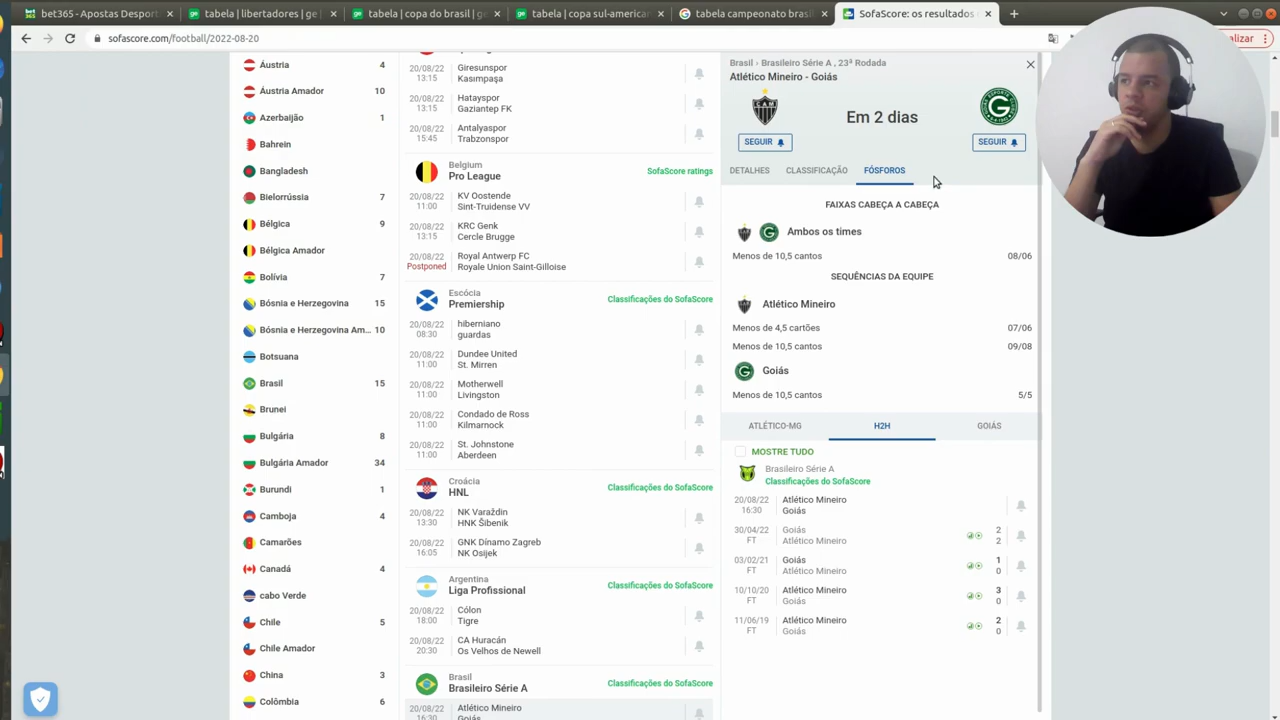 bet365 - Apostas Desport
tabela | libertadores | ge
tabela | copa do brasil | ge
tabela | copa sul-american
tabela campeonato brasil
SofaScore: os resultados
sofascore.com/football/2022-08-20
alizar
Áustria 4
Áustria Amador 10
Azerbaijão 1
Bahrein
Bangladesh
Bielorrússia 7
Bélgica 9
Bélgica Amador
Bolívia 7
Bósnia e Herzegovina 15
Bósnia e Herzegovina Am... 10
Botsuana
Brasil 15
Brunei
Bulgária 8
Bulgária Amador 34
Burundi 1
Camboja 4
Camarões
Canadá 4
cabo Verde
Chile 5
Chile Amador
China 3
Colômbia 6
20/08/22 Giresunspor
13:15 Kasımpaşa
20/08/22 Hatayspor
13:15 Gaziantep FK
20/08/22 Antalyaspor
15:45 Trabzonspor
Belgium
Pro League SofaScore ratings
20/08/22 KV Oostende
11:00 Sint-Truidense VV
20/08/22 KRC Genk
13:15 Cercle Brugge
20/08/22 Royal Antwerp FC
Postponed Royale Union Saint-Gilloise
Escócia
Premiership Classificações do SofaScore
20/08/22 hiberniano
08:30 guardas
20/08/22 Dundee United
11:00 St. Mirren
20/08/22 Motherwell
11:00 Livingston
20/08/22 Condado de Ross
11:00 Kilmarnock
20/08/22 St. Johnstone
11:00 Aberdeen
Croácia
HNL Classificações do SofaScore
20/08/22 NK Varaždin
13:30 HNK Šibenik
20/08/22 GNK Dínamo Zagreb
16:05 NK Osijek
Argentina
Liga Profissional Classificações do SofaScore
20/08/22 Cólon
18:00 Tigre
20/08/22 CA Huracán
20:30 Os Velhos de Newell
Brasil
Brasileiro Série A Classificações do SofaScore
20/08/22 Atlético Mineiro
16:30 Goiás
Brasil › Brasileiro Série A , 23ª Rodada
Atlético Mineiro - Goiás
Em 2 dias
SEGUIR SEGUIR
DETALHES CLASSIFICAÇÃO FÓSFOROS
FAIXAS CABEÇA A CABEÇA
Ambos os times
Menos de 10,5 cantos 08/06
SEQUÊNCIAS DA EQUIPE
Atlético Mineiro
Menos de 4,5 cartões 07/06
Menos de 10,5 cantos 09/08
Goiás
Menos de 10,5 cantos 5/5
ATLÉTICO-MG H2H GOIÁS
MOSTRE TUDO
Brasileiro Série A
Classificações do SofaScore
20/08/22 Atlético Mineiro
16:30 Goiás
30/04/22 Goiás 2
FT Atlético Mineiro 2
03/02/21 Goiás 1
FT Atlético Mineiro 0
10/10/20 Atlético Mineiro 3
FT Goiás 0
11/06/19 Atlético Mineiro 2
FT Goiás 0